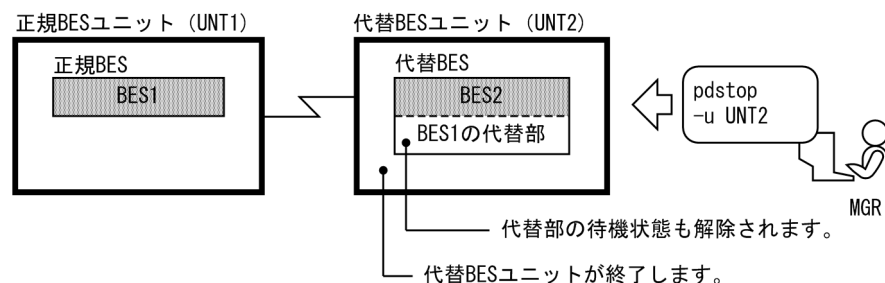 正規BESユニット（UNT1）
代替BESユニット（UNT2）
正規BES
BES1
代替BES
BES2
BES1の代替部
pdstop
-u UNT2
MGR
代替部の待機状態も解除されます。
代替BESユニットが終了します。